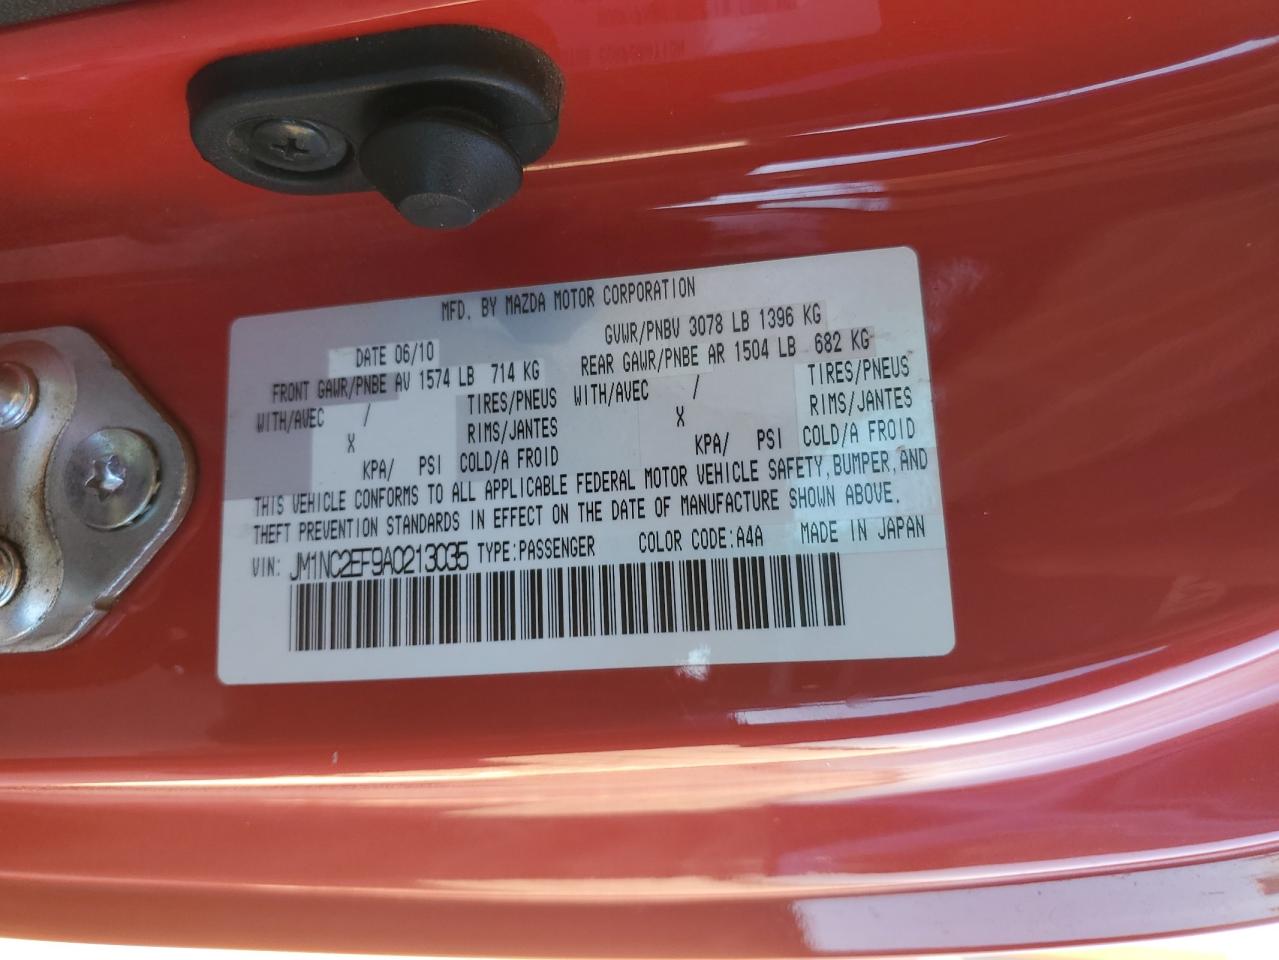 MFD. BY MAZDA MOTOR CORPORATION
DATE 06/10 GVWR/PNBV 3078 LB 1396 KG
FRONT GAWR/PNBE AV 1574 LB 714 KG REAR GAWR/PNBE AR 1504 LB 682 KG
WITH/AVEC / TIRES/PNEUS WITH/AVEC / TIRES/PNEUS
X RIMS/JANTES X RIMS/JANTES
KPA/ PSI COLD/A FROID KPA/ PSI COLD/A FROID
THIS VEHICLE CONFORMS TO ALL APPLICABLE FEDERAL MOTOR VEHICLE SAFETY, BUMPER, AND
THEFT PREVENTION STANDARDS IN EFFECT ON THE DATE OF MANUFACTURE SHOWN ABOVE.
VIN: JM1NC2EF9A0213035 TYPE:PASSENGER COLOR CODE:A4A MADE IN JAPAN